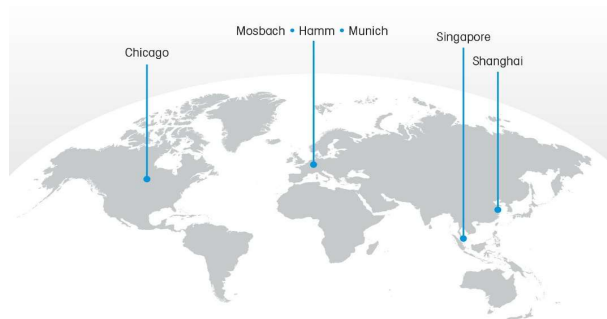 Mosbach • Hamm • Munich
Singapore
Chicago
Shanghai